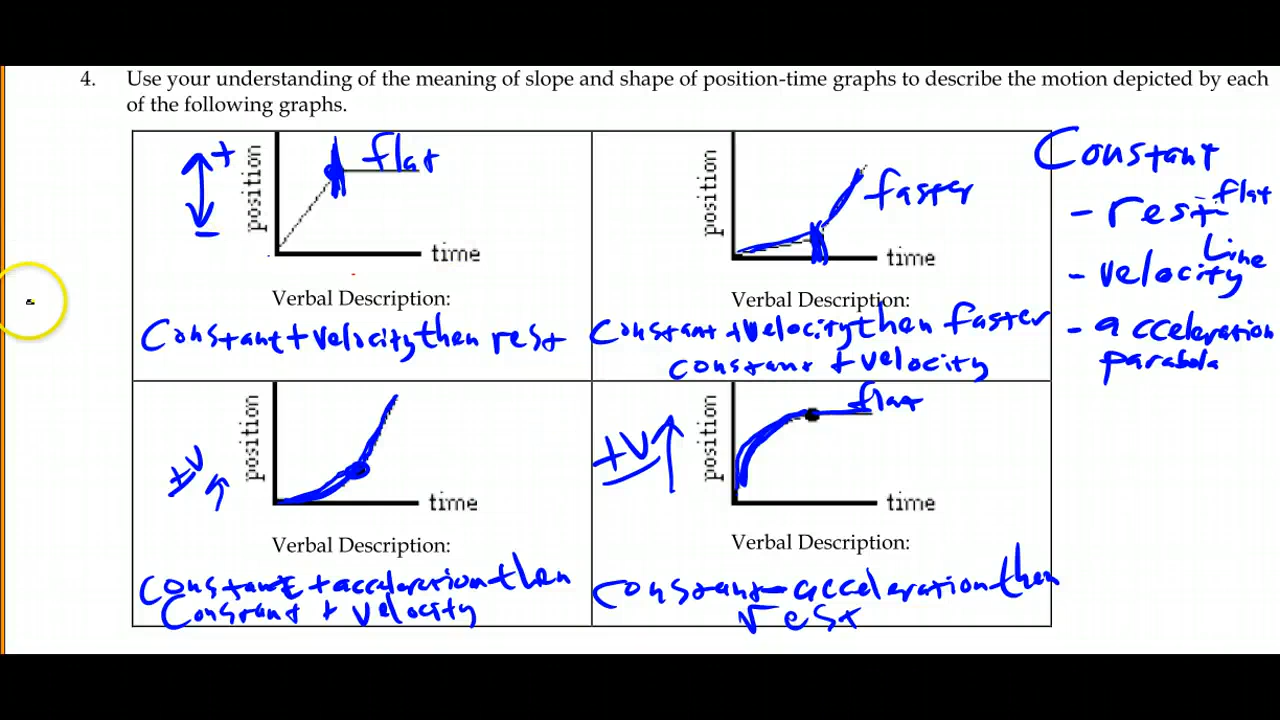 4. Use your understanding of the meaning of slope and shape of position-time graphs to describe the motion depicted by each
of the following graphs.
+
−
position
flat
time
Verbal Description:
Constant + velocity then rest
position
faster
time
Verbal Description:
Constant + velocity then faster
constant + velocity
Constant
- rest flat
Line
- velocity
- acceleration
parabola
+V
position
time
Verbal Description:
Constant + acceleration then
Constant + velocity
+V
position
flat
time
Verbal Description:
Constant - acceleration then
rest